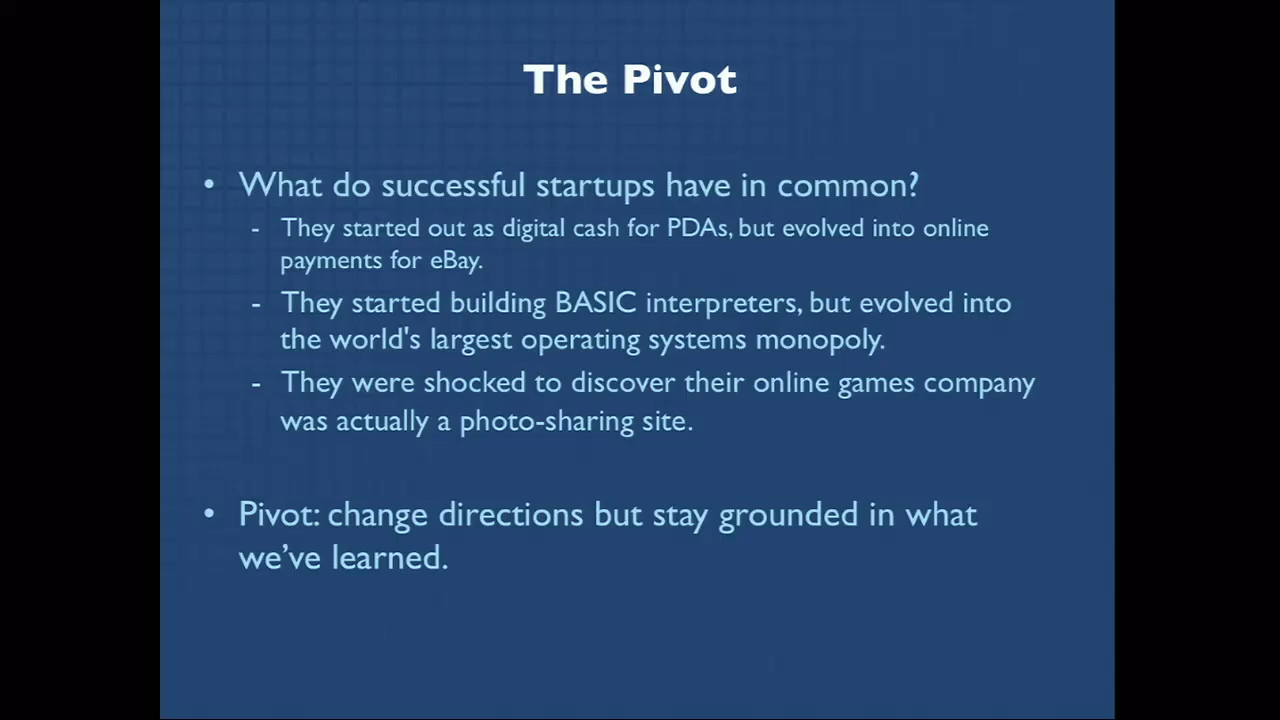 The Pivot
• What do successful startups have in common?
- They started out as digital cash for PDAs, but evolved into online
payments for eBay.
- They started building BASIC interpreters, but evolved into
the world's largest operating systems monopoly.
- They were shocked to discover their online games company
was actually a photo-sharing site.
• Pivot: change directions but stay grounded in what
we’ve learned.